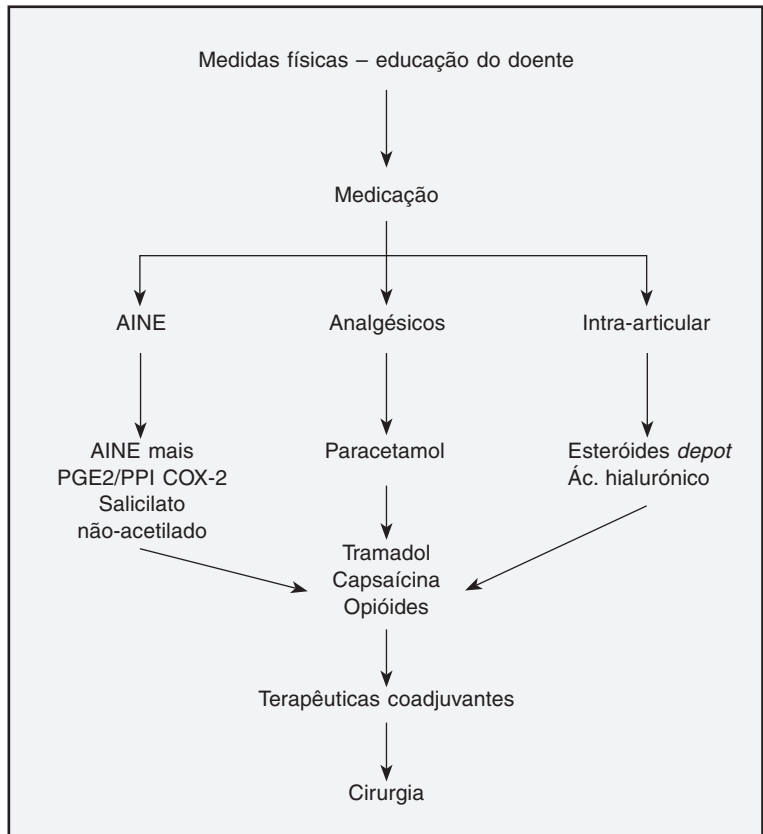 Medidas físicas – educação do doente
Medicação
AINE
Analgésicos
Intra-articular
AINE mais
PGE2/PPI COX-2
Salicilato
não-acetilado
Paracetamol
Esteróides depot
Ác. hialurónico
Tramadol
Capsaícina
Opióides
Terapêuticas coadjuvantes
Cirurgia